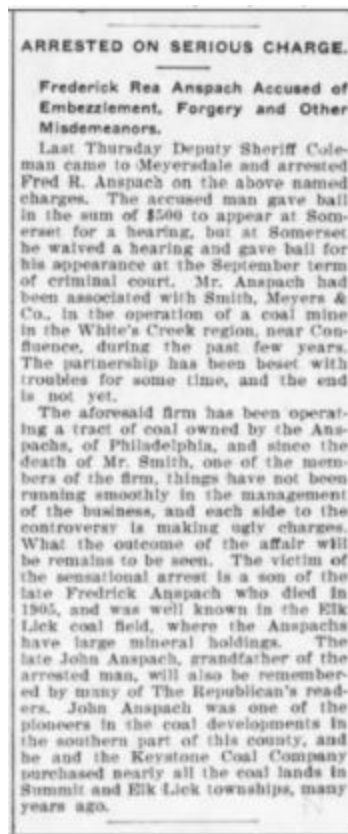 ARRESTED ON SERIOUS CHARGE.
Frederick Rea Anspach Accused of
Embezzlement, Forgery and Other
Misdemeanors.
Last Thursday Deputy Sheriff Cole-
man came to Meyersdale and arrested
Fred R. Anspach on the above named
charges. The accused man gave bail
in the sum of $500 to appear at Som-
erset for a hearing, but at Somerset
he waived a hearing and gave bail for
his appearance at the September term
of criminal court. Mr. Anspach had
been associated with Smith, Meyers &
Co., in the operation of a coal mine
in the White's Creek region, near Con-
fluence, during the past few years.
The partnership has been beset with
troubles for some time, and the end
is not yet.
The aforesaid firm has been operat-
ing a tract of coal owned by the Ans-
pachs, of Philadelphia, and since the
death of Mr. Smith, one of the mem-
bers of the firm, things have not been
running smoothly in the management
of the business, and each side to the
controversy is making ugly charges.
What the outcome of the affair will
be remains to be seen. The victim of
the sensational arrest is a son of the
late Fredrick Anspach who died in
1905, and was well known in the Elk
Lick coal field, where the Anspachs
have large mineral holdings. The
late John Anspach, grandfather of the
arrested man, will also be remember-
ed by many of The Republican's read-
ers. John Anspach was one of the
pioneers in the coal developments in
the southern part of this county, and
he and the Keystone Coal Company
purchased nearly all the coal lands in
Summit and Elk Lick townships, many
years ago.